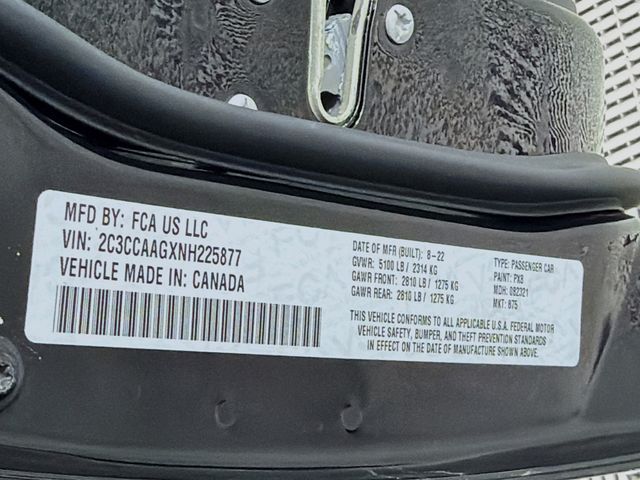 MFD BY: FCA US LLC
VIN: 2C3CCAAGXNH225877
VEHICLE MADE IN: CANADA
DATE OF MFR (BUILT): 8-22
GVWR: 5100 LB / 2314 KG
GAWR FRONT: 2810 LB / 1275 KG
GAWR REAR: 2810 LB / 1275 KG
TYPE: PASSENGER CAR
PAINT: PX8
MDH: 082321
MKT: 675
THIS VEHICLE CONFORMS TO ALL APPLICABLE U.S.A. FEDERAL MOTOR
VEHICLE SAFETY, BUMPER, AND THEFT PREVENTION STANDARDS
IN EFFECT ON THE DATE OF MANUFACTURE SHOWN ABOVE.